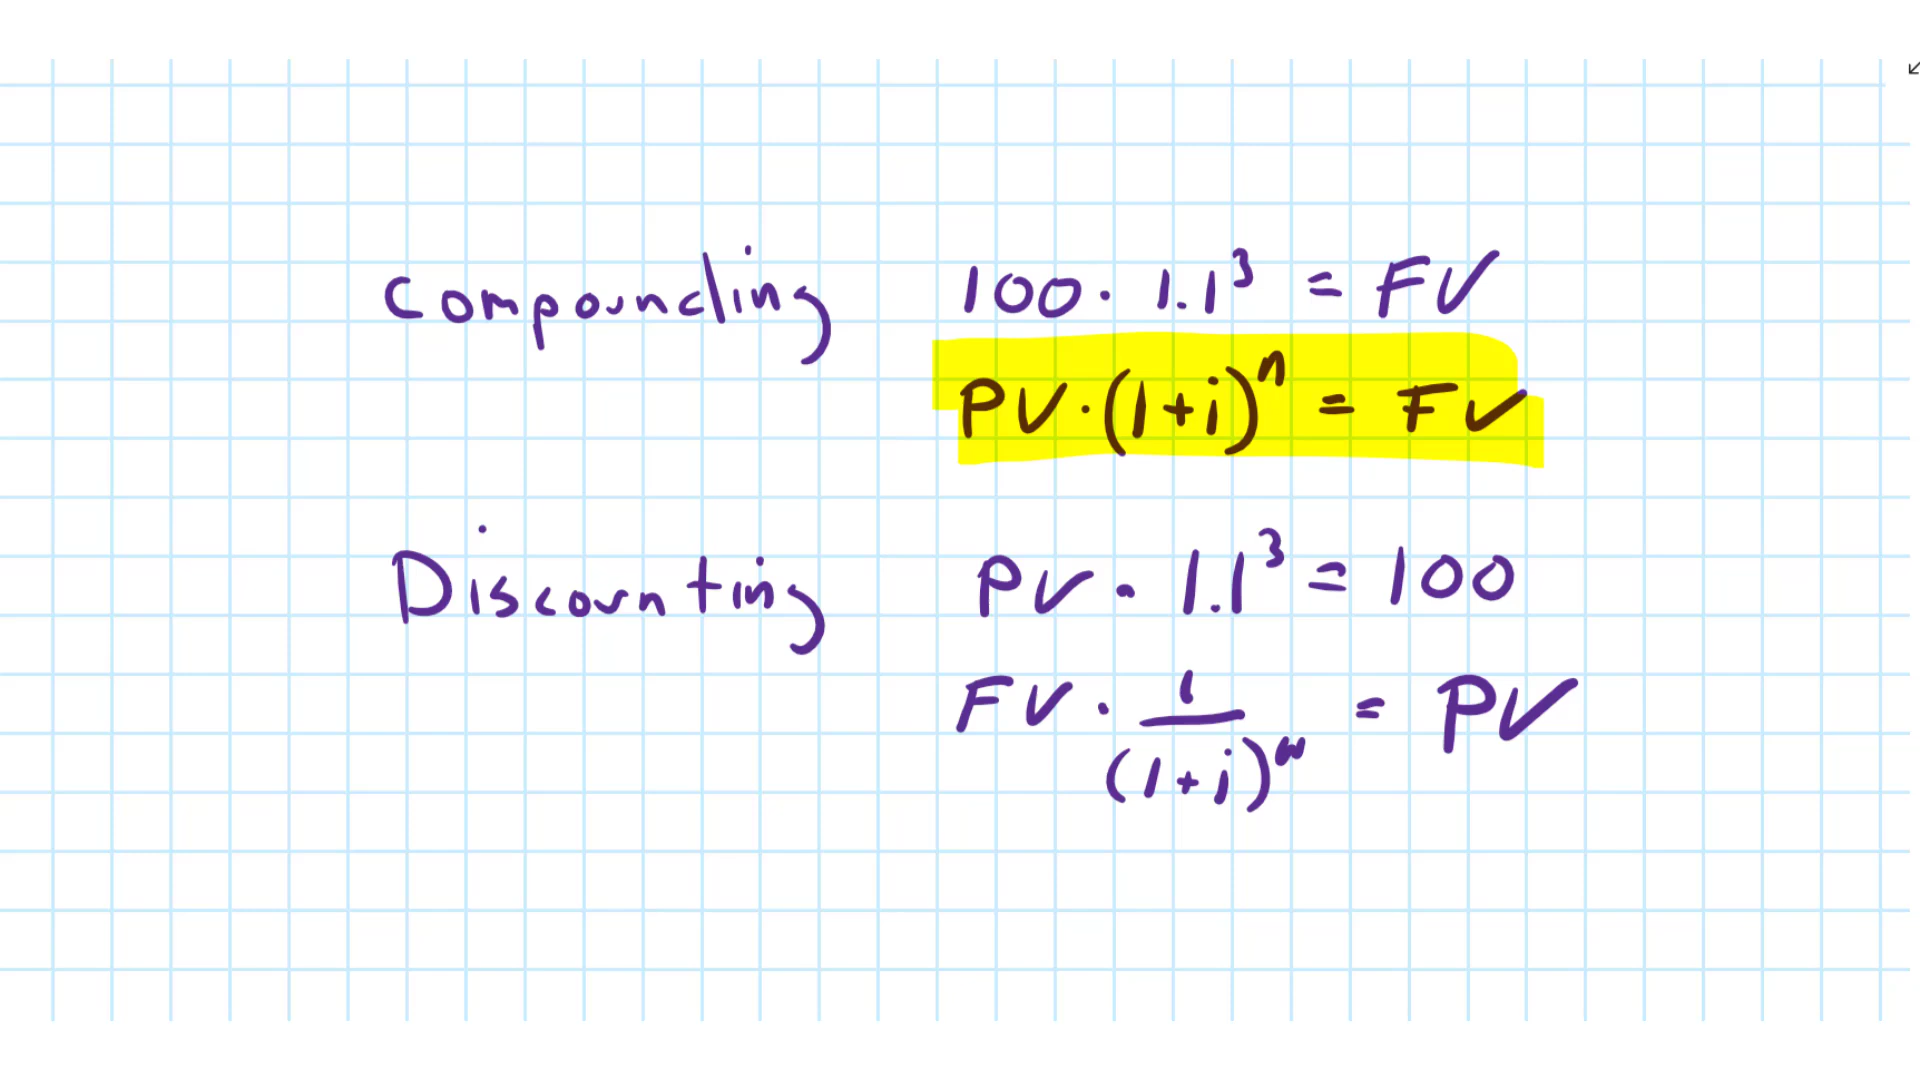 Compounding 100 · 1.1³ = FV
PV · (1+i)ⁿ = FV
Discounting PV · 1.1³ = 100
FV · 1/(1+i)ⁿ = PV